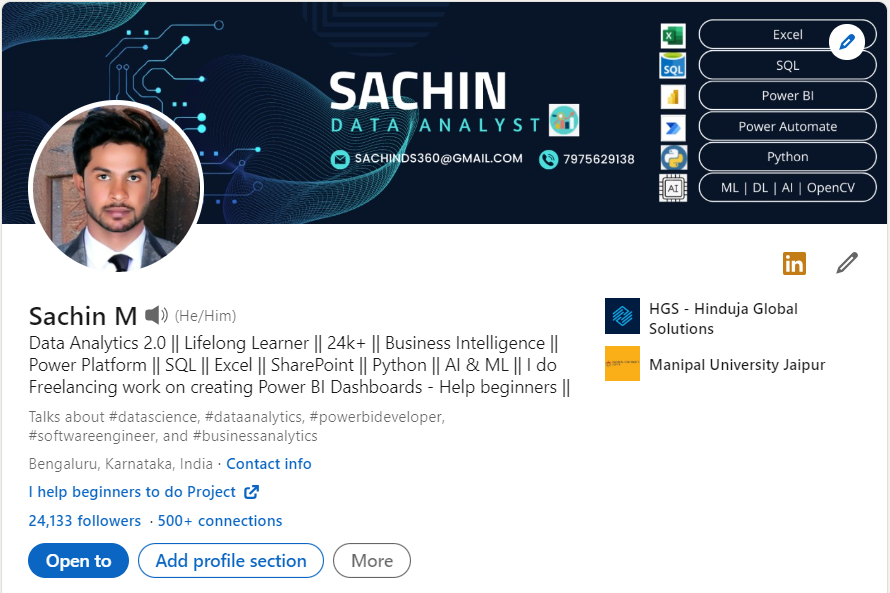 SACHIN
DATA ANALYST
SACHINDS360@GMAIL.COM
7975629138
Excel
SQL
SQL
Power BI
Power Automate
Python
AI
ML | DL | AI | OpenCV
in
Sachin M (He/Him)
Data Analytics 2.0 || Lifelong Learner || 24k+ || Business Intelligence ||
Power Platform || SQL || Excel || SharePoint || Python || AI & ML || I do
Freelancing work on creating Power BI Dashboards - Help beginners ||
Talks about #datascience, #dataanalytics, #powerbideveloper,
#softwareengineer, and #businessanalytics
Bengaluru, Karnataka, India · Contact info
I help beginners to do Project
24,133 followers · 500+ connections
Open to
Add profile section
More
HGS - Hinduja Global
Solutions
Manipal University Jaipur